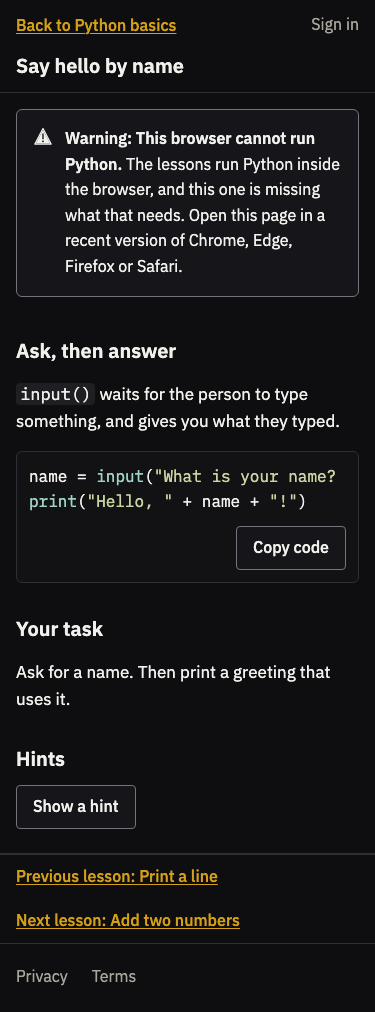 Back to Python basics
Sign in
Say hello by name
Warning: This browser cannot run
Python. The lessons run Python inside
the browser, and this one is missing
what that needs. Open this page in a
recent version of Chrome, Edge,
Firefox or Safari.
Ask, then answer
input() waits for the person to type
something, and gives you what they typed.
name = input("What is your name?
print("Hello, " + name + "!")
Copy code
Your task
Ask for a name. Then print a greeting that
uses it.
Hints
Show a hint
Previous lesson: Print a line
Next lesson: Add two numbers
Privacy
Terms